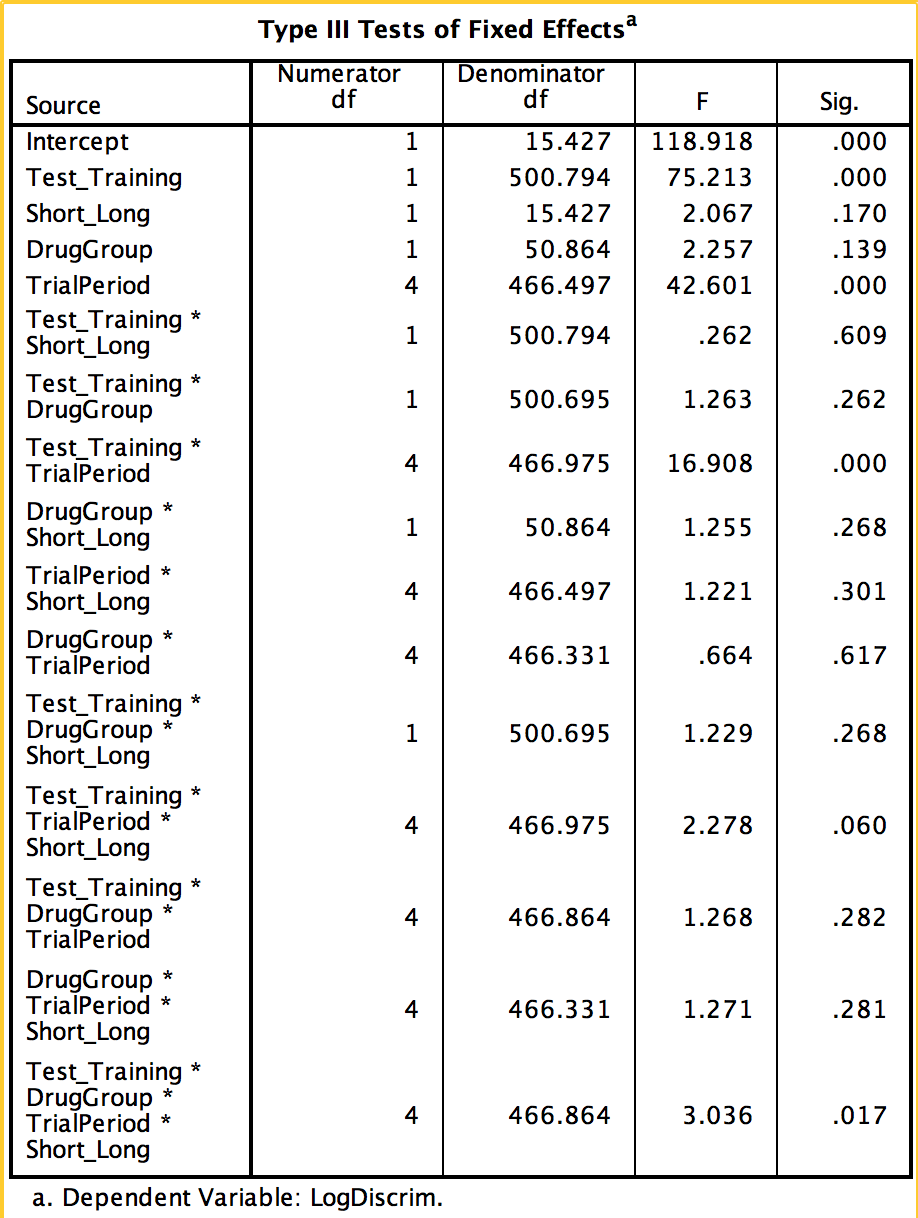 Type III Tests of Fixed Effectsa
Source Numerator df Denominator df F Sig.
Intercept 1 15.427 118.918 .000
Test_Training 1 500.794 75.213 .000
Short_Long 1 15.427 2.067 .170
DrugGroup 1 50.864 2.257 .139
TrialPeriod 4 466.497 42.601 .000
Test_Training *
Short_Long 1 500.794 .262 .609
Test_Training *
DrugGroup 1 500.695 1.263 .262
Test_Training *
TrialPeriod 4 466.975 16.908 .000
DrugGroup *
Short_Long 1 50.864 1.255 .268
TrialPeriod *
Short_Long 4 466.497 1.221 .301
DrugGroup *
TrialPeriod 4 466.331 .664 .617
Test_Training *
DrugGroup * 1 500.695 1.229 .268
Short_Long
Test_Training *
TrialPeriod * 4 466.975 2.278 .060
Short_Long
Test_Training *
DrugGroup * 4 466.864 1.268 .282
TrialPeriod
DrugGroup *
TrialPeriod * 4 466.331 1.271 .281
Short_Long
Test_Training *
DrugGroup *
TrialPeriod * 4 466.864 3.036 .017
Short_Long
a. Dependent Variable: LogDiscrim.